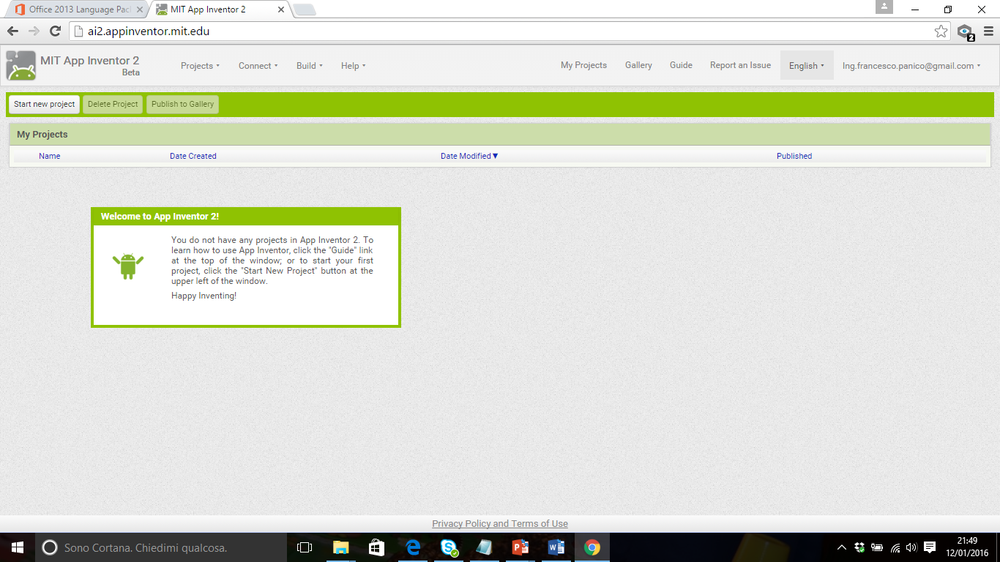 Office 2013 Language Pac
MIT App Inventor 2
ai2.appinventor.mit.edu
2
MIT App Inventor 2
Beta
Projects
Connect
Build
Help
My Projects
Gallery
Guide
Report an Issue
English
Ing.francesco.panico@gmail.com
Start new project
Delete Project
Publish to Gallery
My Projects
Name
Date Created
Date Modified
Published
Welcome to App Inventor 2!
You do not have any projects in App Inventor 2. To
learn how to use App Inventor, click the "Guide" link
at the top of the window; or to start your first
project, click the "Start New Project" button at the
upper left of the window.
Happy Inventing!
Privacy Policy and Terms of Use
Sono Cortana. Chiedimi qualcosa.
21:49
12/01/2016